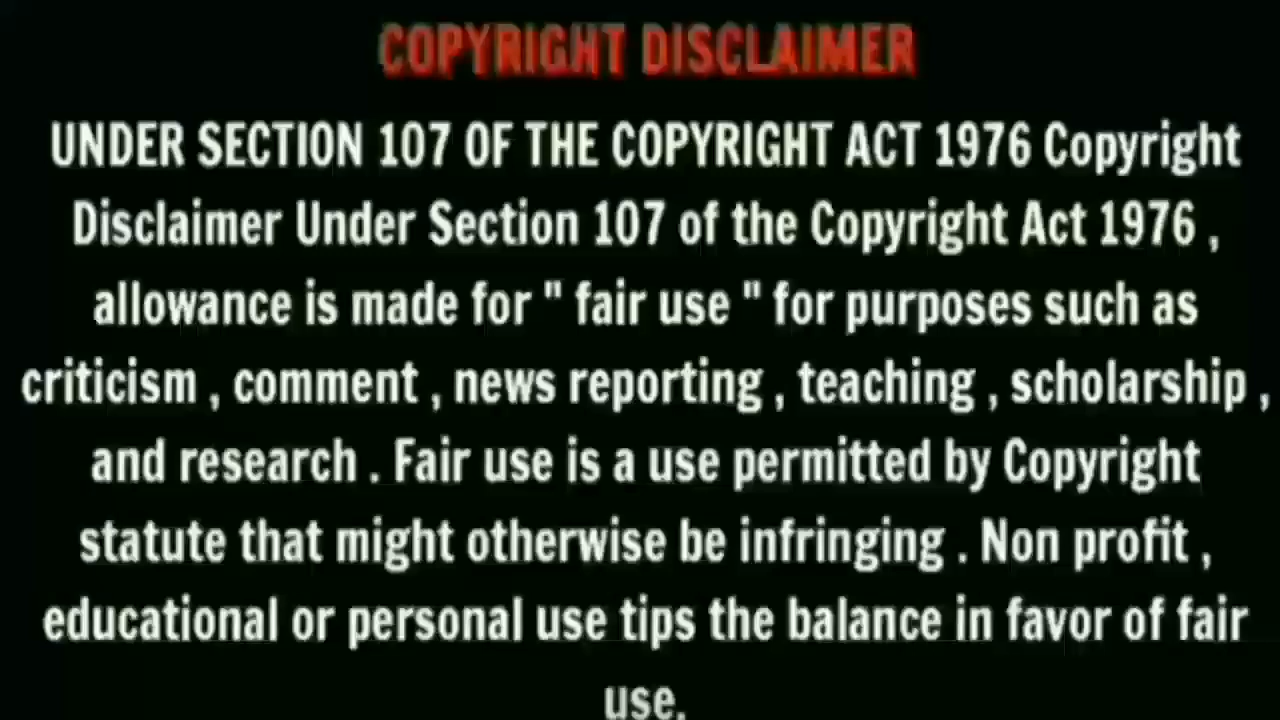 COPYRIGHT DISCLAIMER
UNDER SECTION 107 OF THE COPYRIGHT ACT 1976 Copyright
Disclaimer Under Section 107 of the Copyright Act 1976 ,
allowance is made for " fair use " for purposes such as
criticism , comment , news reporting , teaching , scholarship ,
and research . Fair use is a use permitted by Copyright
statute that might otherwise be infringing . Non profit ,
educational or personal use tips the balance in favor of fair
use.